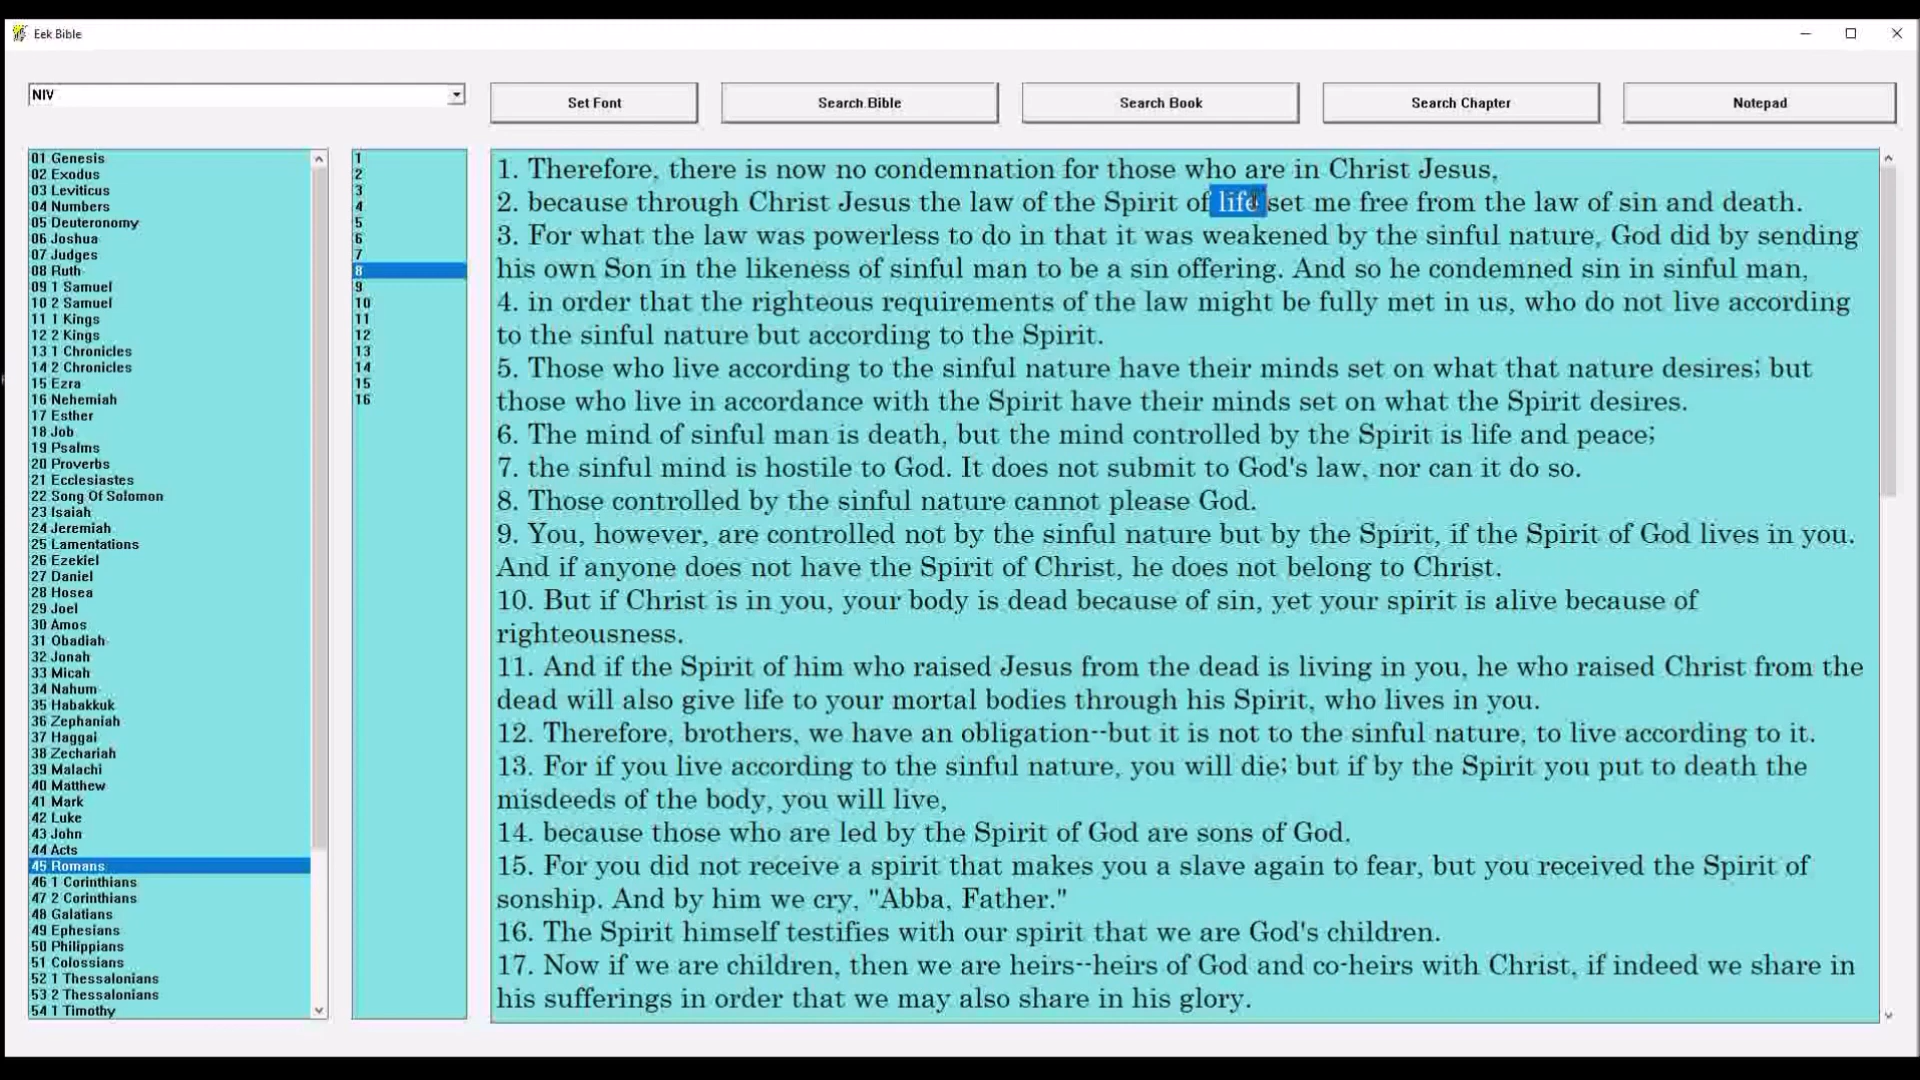 Eek Bible
NIV
Set Font
Search Bible
Search Book
Search Chapter
Notepad
01 Genesis
02 Exodus
03 Leviticus
04 Numbers
05 Deuteronomy
06 Joshua
07 Judges
08 Ruth
09 1 Samuel
10 2 Samuel
11 1 Kings
12 2 Kings
13 1 Chronicles
14 2 Chronicles
15 Ezra
16 Nehemiah
17 Esther
18 Job
19 Psalms
20 Proverbs
21 Ecclesiastes
22 Song Of Solomon
23 Isaiah
24 Jeremiah
25 Lamentations
26 Ezekiel
27 Daniel
28 Hosea
29 Joel
30 Amos
31 Obadiah
32 Jonah
33 Micah
34 Nahum
35 Habakkuk
36 Zephaniah
37 Haggai
38 Zechariah
39 Malachi
40 Matthew
41 Mark
42 Luke
43 John
44 Acts
45 Romans
46 1 Corinthians
47 2 Corinthians
48 Galatians
49 Ephesians
50 Philippians
51 Colossians
52 1 Thessalonians
53 2 Thessalonians
54 1 Timothy
1
2
3
4
5
6
7
8
9
10
11
12
13
14
15
16
1. Therefore, there is now no condemnation for those who are in Christ Jesus,
2. because through Christ Jesus the law of the Spirit of life set me free from the law of sin and death.
3. For what the law was powerless to do in that it was weakened by the sinful nature, God did by sending
his own Son in the likeness of sinful man to be a sin offering. And so he condemned sin in sinful man,
4. in order that the righteous requirements of the law might be fully met in us, who do not live according
to the sinful nature but according to the Spirit.
5. Those who live according to the sinful nature have their minds set on what that nature desires; but
those who live in accordance with the Spirit have their minds set on what the Spirit desires.
6. The mind of sinful man is death, but the mind controlled by the Spirit is life and peace;
7. the sinful mind is hostile to God. It does not submit to God's law, nor can it do so.
8. Those controlled by the sinful nature cannot please God.
9. You, however, are controlled not by the sinful nature but by the Spirit, if the Spirit of God lives in you.
And if anyone does not have the Spirit of Christ, he does not belong to Christ.
10. But if Christ is in you, your body is dead because of sin, yet your spirit is alive because of
righteousness.
11. And if the Spirit of him who raised Jesus from the dead is living in you, he who raised Christ from the
dead will also give life to your mortal bodies through his Spirit, who lives in you.
12. Therefore, brothers, we have an obligation--but it is not to the sinful nature, to live according to it.
13. For if you live according to the sinful nature, you will die; but if by the Spirit you put to death the
misdeeds of the body, you will live,
14. because those who are led by the Spirit of God are sons of God.
15. For you did not receive a spirit that makes you a slave again to fear, but you received the Spirit of
sonship. And by him we cry, "Abba, Father."
16. The Spirit himself testifies with our spirit that we are God's children.
17. Now if we are children, then we are heirs--heirs of God and co-heirs with Christ, if indeed we share in
his sufferings in order that we may also share in his glory.